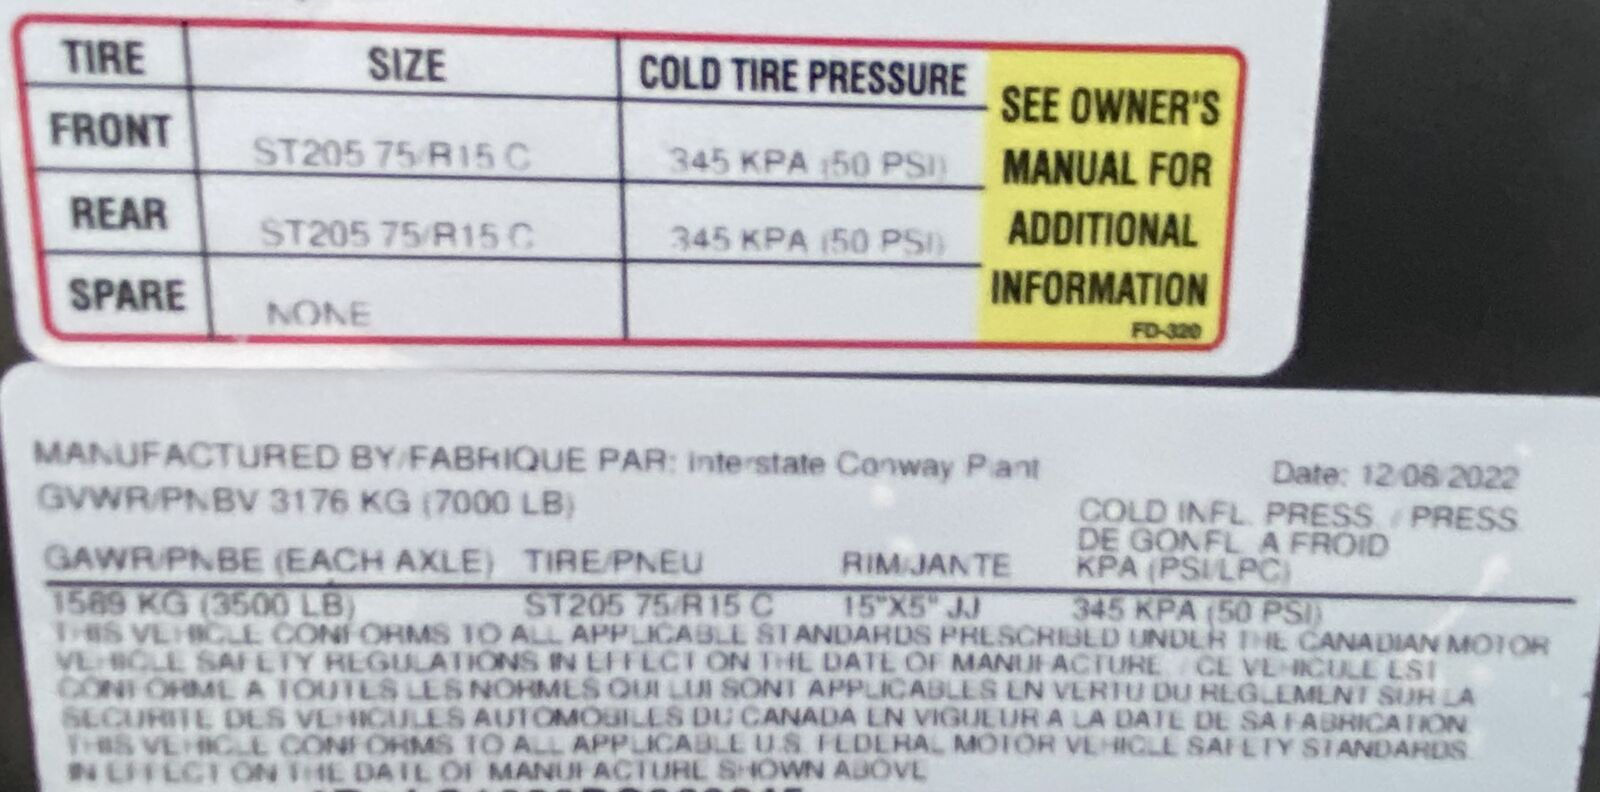 TIRE SIZE COLD TIRE PRESSURE SEE OWNER'S MANUAL FOR ADDITIONAL INFORMATION
FRONT ST205 75/R15 C 345 KPA (50 PSI)
REAR ST205 75/R15 C 345 KPA (50 PSI)
SPARE NONE
FD-320
MANUFACTURED BY/FABRIQUE PAR: Interstate Conway Plant Date: 12/08/2022
GVWR/PNBV 3176 KG (7000 LB)
GAWR/PNBE (EACH AXLE) TIRE/PNEU RIM/JANTE COLD INFL. PRESS. / PRESS. DE GONFL. A FROID KPA (PSI/LPC)
1589 KG (3500 LB) ST205 75/R15 C 15"X5" JJ 345 KPA (50 PSI)
THIS VEHICLE CONFORMS TO ALL APPLICABLE STANDARDS PRESCRIBED UNDER THE CANADIAN MOTOR
VEHICLE SAFETY REGULATIONS IN EFFECT ON THE DATE OF MANUFACTURE. / CE VEHICULE EST
CONFORME A TOUTES LES NORMES QUI LUI SONT APPLICABLES EN VERTU DU REGLEMENT SUR LA
SECURITE DES VEHICULES AUTOMOBILES DU CANADA EN VIGUEUR A LA DATE DE SA FABRICATION.
THIS VEHICLE CONFORMS TO ALL APPLICABLE U.S. FEDERAL MOTOR VEHICLE SAFETY STANDARDS
IN EFFECT ON THE DATE OF MANUFACTURE SHOWN ABOVE